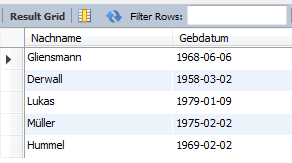 Result Grid Filter Rows:
Nachname Gebdatum
Gliensmann 1968-06-06
Derwall 1958-03-02
Lukas 1979-01-09
Müller 1975-02-02
Hummel 1969-02-02